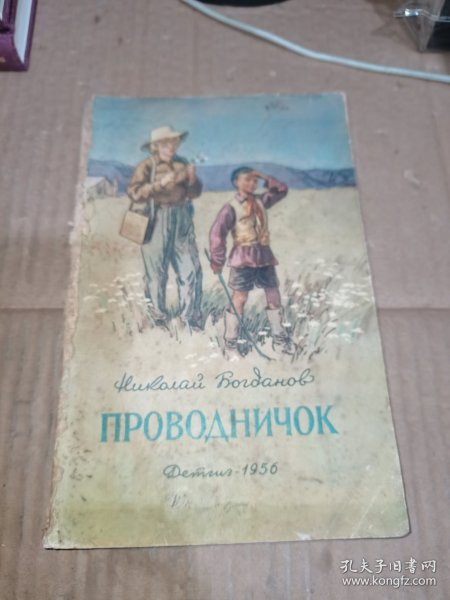 Николай Богданов
ПРОВОДНИЧОК
Детгиз-1956
孔夫子旧书网
www.kongfz.com